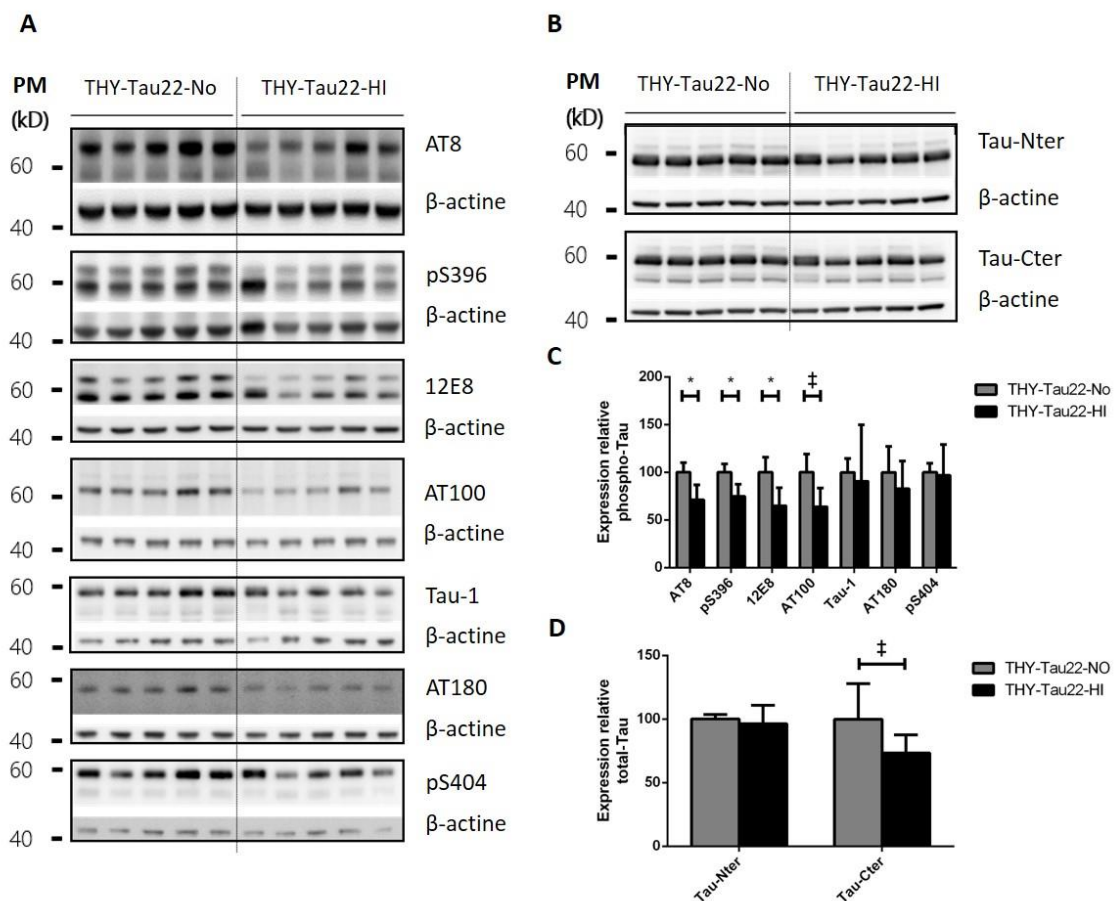 A
PM
(kD)
THY-Tau22-No
THY-Tau22-HI
60
AT8
40
β-actine
60
pS396
40
β-actine
60
12E8
40
β-actine
60
AT100
40
β-actine
60
Tau-1
40
β-actine
60
AT180
40
β-actine
60
pS404
40
β-actine
B
PM
(kD)
THY-Tau22-No
THY-Tau22-HI
60
Tau-Nter
40
β-actine
60
Tau-Cter
40
β-actine
C
Expression relative
phospho-Tau
200
150
100
50
0
* * * ‡
THY-Tau22-No
THY-Tau22-HI
AT8
pS396
12E8
AT100
Tau-1
AT180
pS404
D
Expression relative
total-Tau
150
100
50
0
‡
THY-Tau22-NO
THY-Tau22-HI
Tau-Nter
Tau-Cter